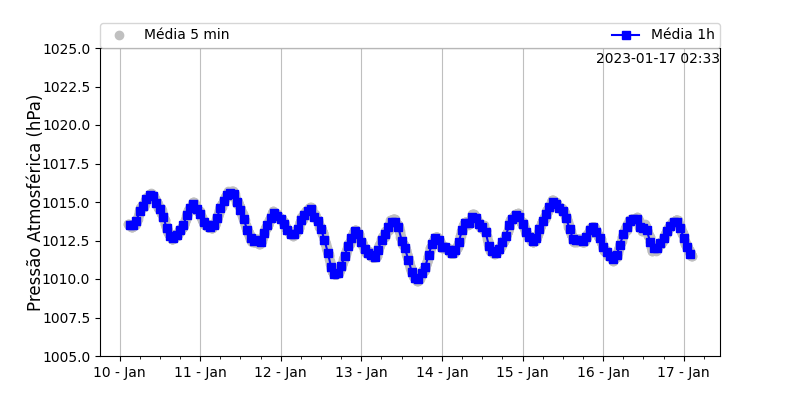 Média 5 min
Média 1h
2023-01-17 02:33
Pressão Atmosférica (hPa)
1025.0
1022.5
1020.0
1017.5
1015.0
1012.5
1010.0
1007.5
1005.0
10 - Jan
11 - Jan
12 - Jan
13 - Jan
14 - Jan
15 - Jan
16 - Jan
17 - Jan